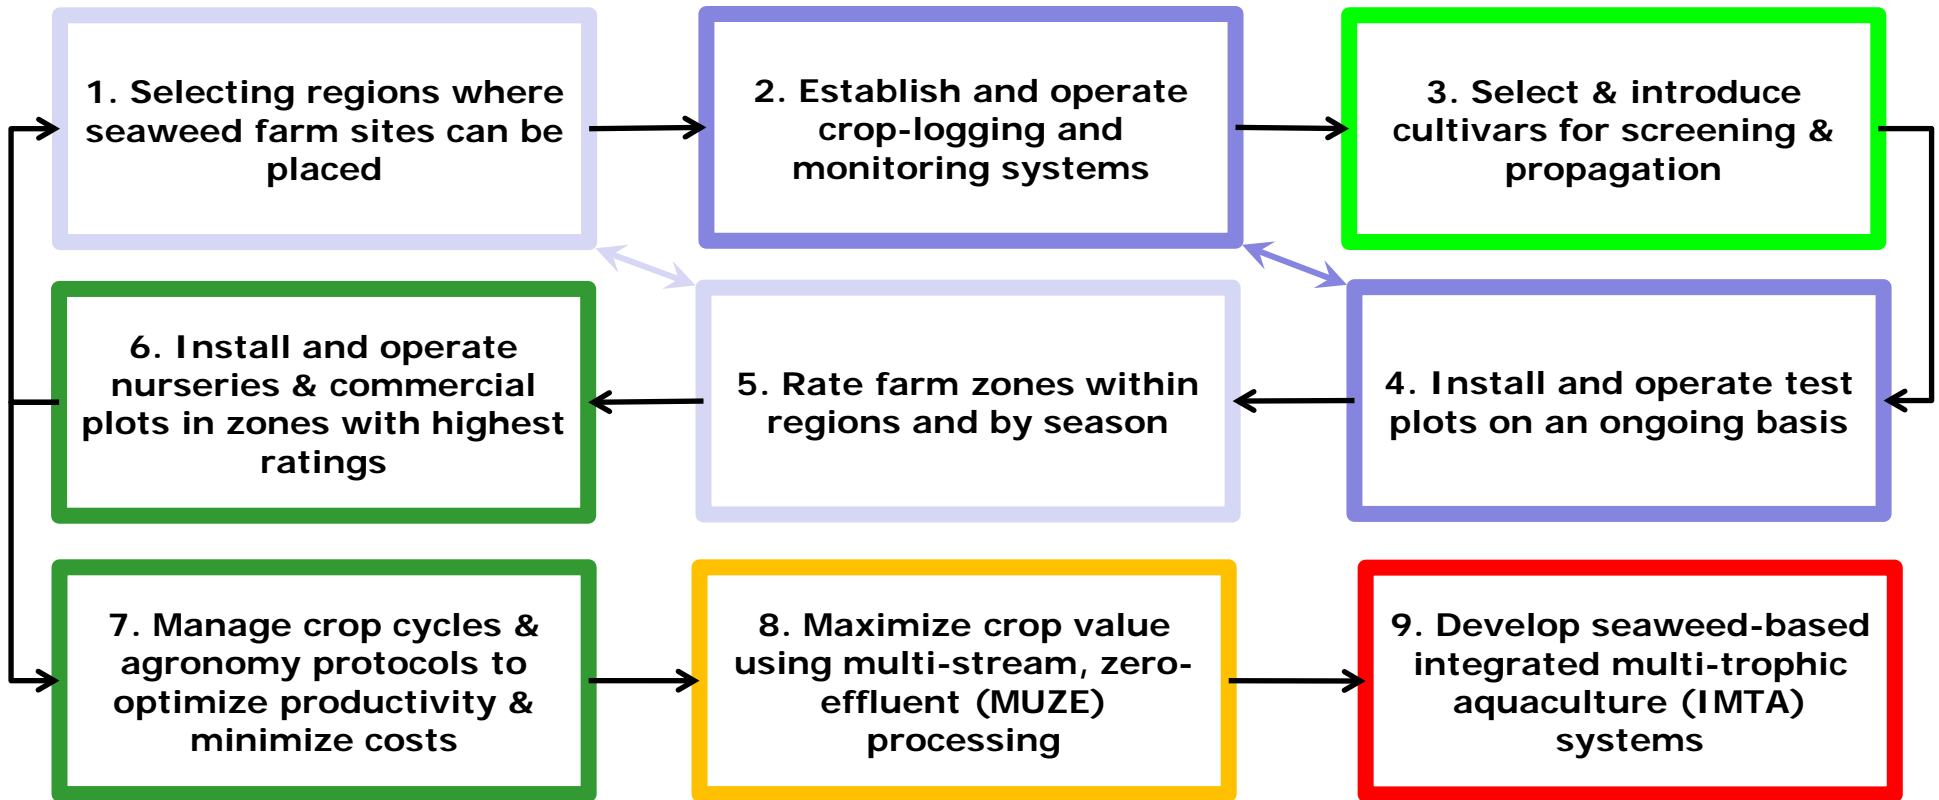 1. Selecting regions where
seaweed farm sites can be
placed
2. Establish and operate
crop-logging and
monitoring systems
3. Select & introduce
cultivars for screening &
propagation
6. Install and operate
nurseries & commercial
plots in zones with highest
ratings
5. Rate farm zones within
regions and by season
4. Install and operate test
plots on an ongoing basis
7. Manage crop cycles &
agronomy protocols to
optimize productivity &
minimize costs
8. Maximize crop value
using multi-stream, zero-
effluent (MUZE)
processing
9. Develop seaweed-based
integrated multi-trophic
aquaculture (IMTA)
systems